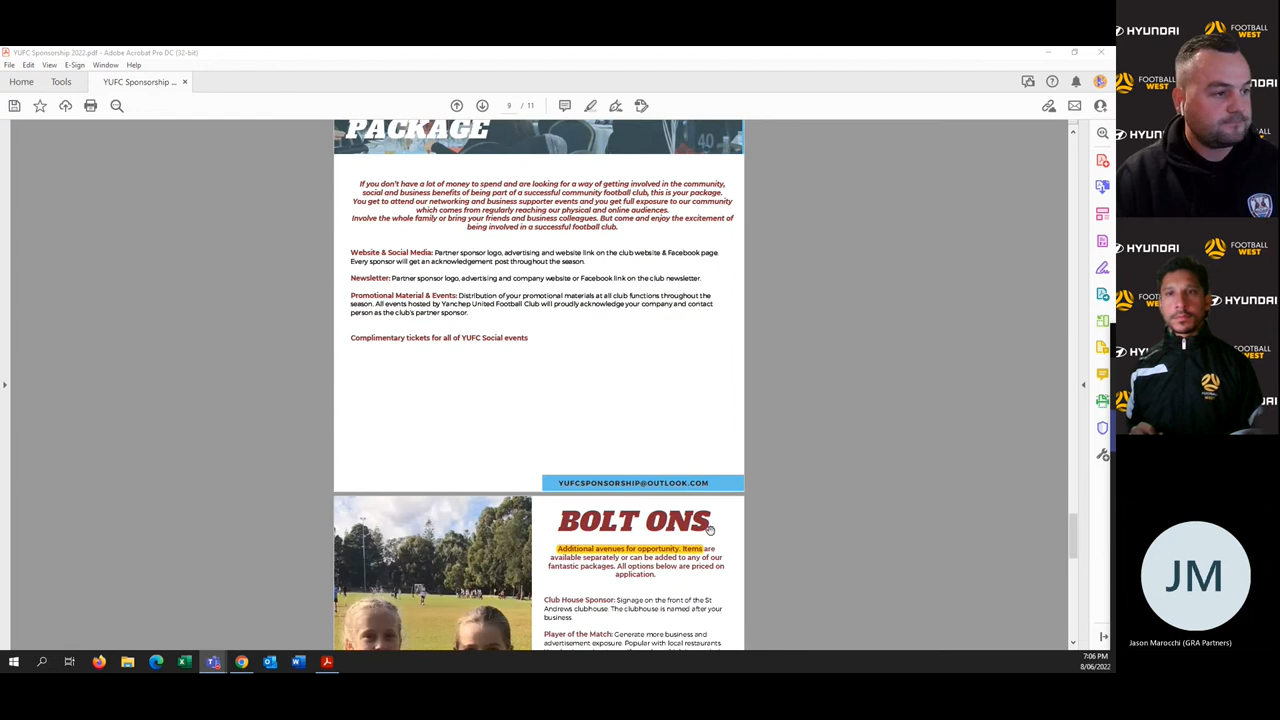 YUFC Sponsorship 2022.pdf - Adobe Acrobat Pro DC (32-bit)
File Edit View E-Sign Window Help
Home Tools YUFC Sponsorship ... ×
9 / 11
PACKAGE
40
If you don't have a lot of money to spend and are looking for a way of getting involved in the community,
social and business benefits of being part of a successful community football club, this is your package.
You get to attend our networking and business supporter events and you get full exposure to our community
which comes from regularly reaching our physical and online audiences.
Involve the whole family or bring your friends and business colleagues. But come and enjoy the excitement of
being involved in a successful football club.
Website & Social Media: Partner sponsor logo, advertising and website link on the club website & Facebook page.
Every sponsor will get an acknowledgement post throughout the season.
Newsletter: Partner sponsor logo, advertising and company website or Facebook link on the club newsletter.
Promotional Material & Events: Distribution of your promotional materials at all club functions throughout the
season. All events hosted by Yanchep United Football Club will proudly acknowledge your company and contact
person as the club's partner sponsor.
Complimentary tickets for all of YUFC Social events
YUFCSPONSORSHIP@OUTLOOK.COM
BOLT ONS
Additional avenues for opportunity. Items are
available separately or can be added to any of our
fantastic packages. All options below are priced on
application.
Club House Sponsor: Signage on the front of the St
Andrews clubhouse. The clubhouse is named after your
business.
Player of the Match: Generate more business and
advertisement exposure. Popular with local restaurants.
7:06 PM
8/06/2022
HYUNDAI
FOOTBALL
WEST
HYUNDAI
FOOTBALL
WEST
HYUNDAI
JM
Jason Marocchi (GRA Partners)